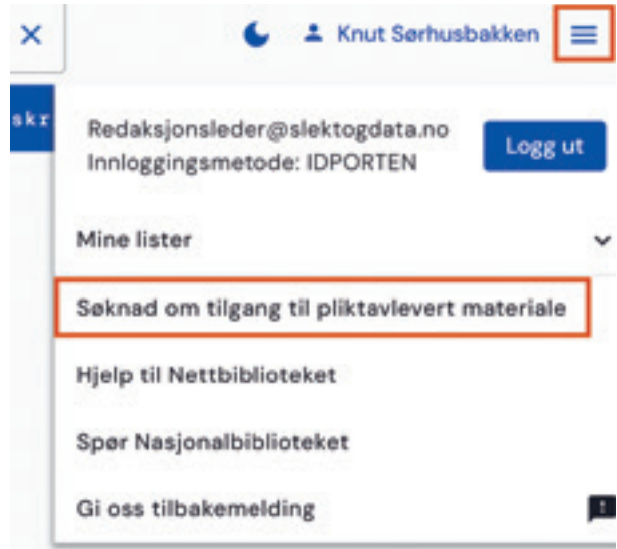 Knut Sørhusbakken
skr
Redaksjonsleder@slektogdata.no
Innloggingsmetode: IDPORTEN
Logg ut
Mine lister
Søknad om tilgang til pliktavlevert materiale
Hjelp til Nettbiblioteket
Spør Nasjonalbiblioteket
Gi oss tilbakemelding